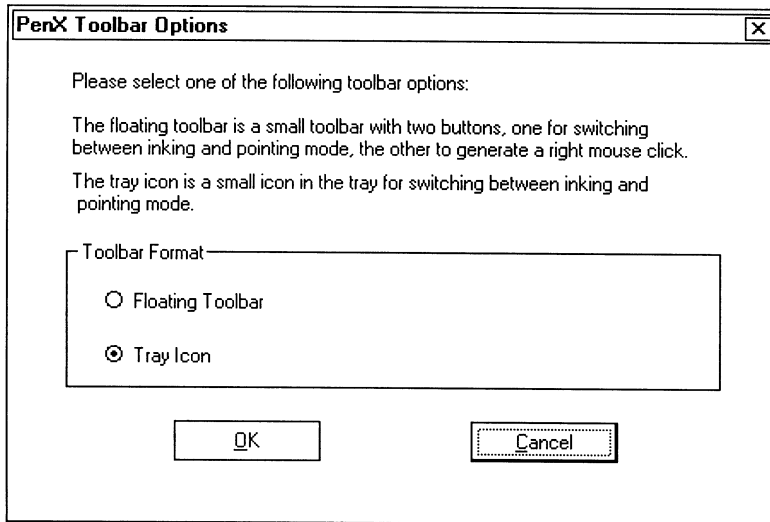 PenX Toolbar Options
Please select one of the following toolbar options:
The floating toolbar is a small toolbar with two buttons, one for switching
between inking and pointing mode, the other to generate a right mouse click.
The tray icon is a small icon in the tray for switching between inking and
pointing mode.
Toolbar Format
Floating Toolbar
Tray Icon
OK
Cancel